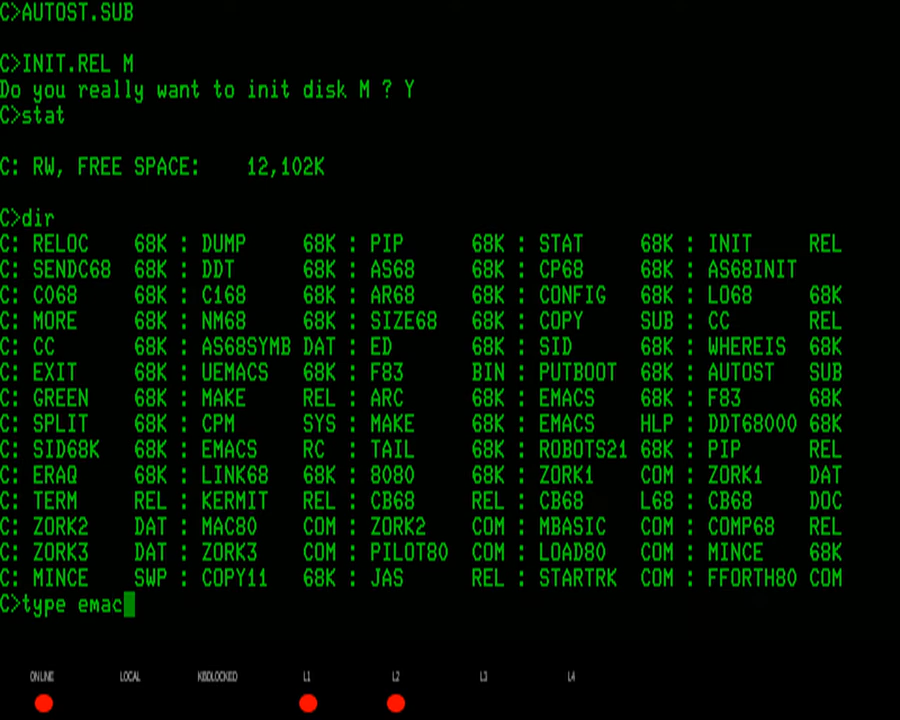 C>AUTOST.SUB
C>INIT.REL M
Do you really want to init disk M ? Y
C>stat
C: RW, FREE SPACE:    12,102K
C>dir
C: RELOC    68K : DUMP     68K : PIP      68K : STAT     68K : INIT     REL
C: SENDC68  68K : DDT      68K : AS68     68K : CP68     68K : AS68INIT
C: C068     68K : C168     68K : AR68     68K : CONFIG   68K : LO68     68K
C: MORE     68K : NM68     68K : SIZE68   68K : COPY     SUB : CC       REL
C: CC       68K : AS68SYMB DAT : ED       68K : SID      68K : WHEREIS  68K
C: EXIT     68K : UEMACS   68K : F83      BIN : PUTBOOT  68K : AUTOST   SUB
C: GREEN    68K : MAKE     REL : ARC      68K : EMACS    68K : F83      68K
C: SPLIT    68K : CPM      SYS : MAKE     68K : EMACS    HLP : DDT68000 68K
C: SID68K   68K : EMACS    RC  : TAIL     68K : ROBOTS21 68K : PIP      REL
C: ERAQ     68K : LINK68   68K : 8080     68K : ZORK1    COM : ZORK1    DAT
C: TERM     REL : KERMIT   REL : CB68     REL : CB68     L68 : CB68     DOC
C: ZORK2    DAT : MAC80    COM : ZORK2    COM : MBASIC   COM : COMP68   REL
C: ZORK3    DAT : ZORK3    COM : PILOT80  COM : LOAD80   COM : MINCE    68K
C: MINCE    SWP : COPY11   68K : JAS      REL : STARTRK  COM : FFORTH80 COM
C>type emac
ONLINE LOCAL KBDLOCKED L1 L2 L3 L4